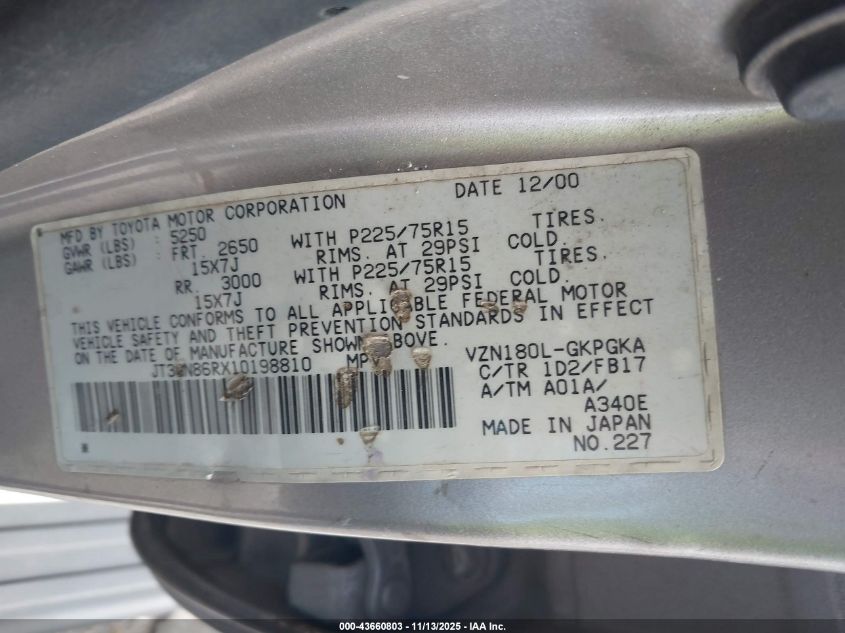 MFD BY TOYOTA MOTOR CORPORATION DATE 12/00
GVWR (LBS) : 5250
GAWR (LBS) : FRT. 2650 WITH P225/75R15 TIRES.
15X7J RIMS. AT 29PSI COLD.
RR. 3000 WITH P225/75R15 TIRES.
15X7J RIMS. AT 29PSI COLD.
THIS VEHICLE CONFORMS TO ALL APPLICABLE FEDERAL MOTOR
VEHICLE SAFETY AND THEFT PREVENTION STANDARDS IN EFFECT
ON THE DATE OF MANUFACTURE SHOWN ABOVE.
VZN180L-GKPGKA
C/TR 1D2/FB17
A/TM A01A/
A340E
MADE IN JAPAN
NO.227
000-43660803 - 11/13/2025 - IAA Inc.